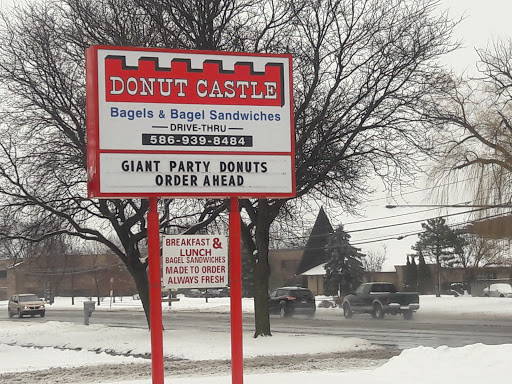 DONUT CASTLE
Bagels & Bagel Sandwiches
DRIVE-THRU
586-939-8484
GIANT PARTY DONUTS
ORDER AHEAD
BREAKFAST &
LUNCH
BAGEL SANDWICHES
MADE TO ORDER
ALWAYS FRESH